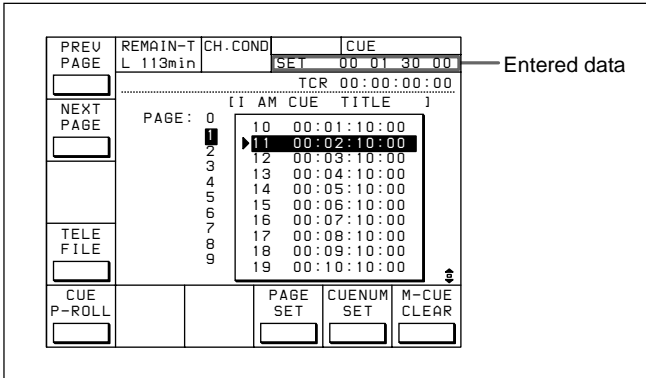 PREV PAGE
REMAIN-T
L 113min
CH.COND
CUE
SET 00 01 30 00
Entered data
TCR 00:00:00:00
NEXT PAGE
[I AM CUE TITLE ]
PAGE: 0
1
2
3
4
5
6
7
8
9
10 00:01:10:00
11 00:02:10:00
12 00:03:10:00
13 00:04:10:00
14 00:05:10:00
15 00:06:10:00
16 00:07:10:00
17 00:08:10:00
18 00:09:10:00
19 00:10:10:00
TELE FILE
CUE P-ROLL
PAGE SET
CUENUM SET
M-CUE CLEAR